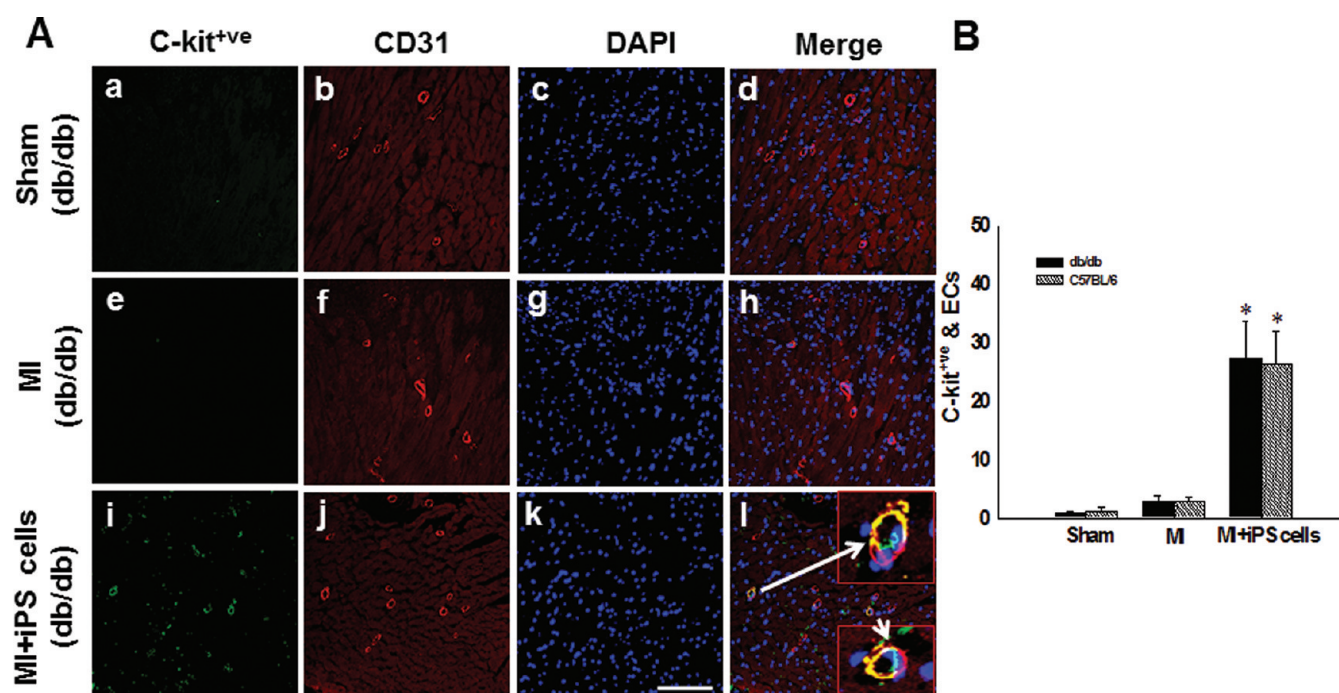 A
C-kit+ve CD31 DAPI Merge
B
Sham
(db/db)
a b c d
MI
(db/db)
e f g h
MI+iPS cells
(db/db)
i j k l
C-kit+ve & ECs
50
40
30
20
10
0
db/db
C57BL/6
* *
Sham MI MI+iPS cells